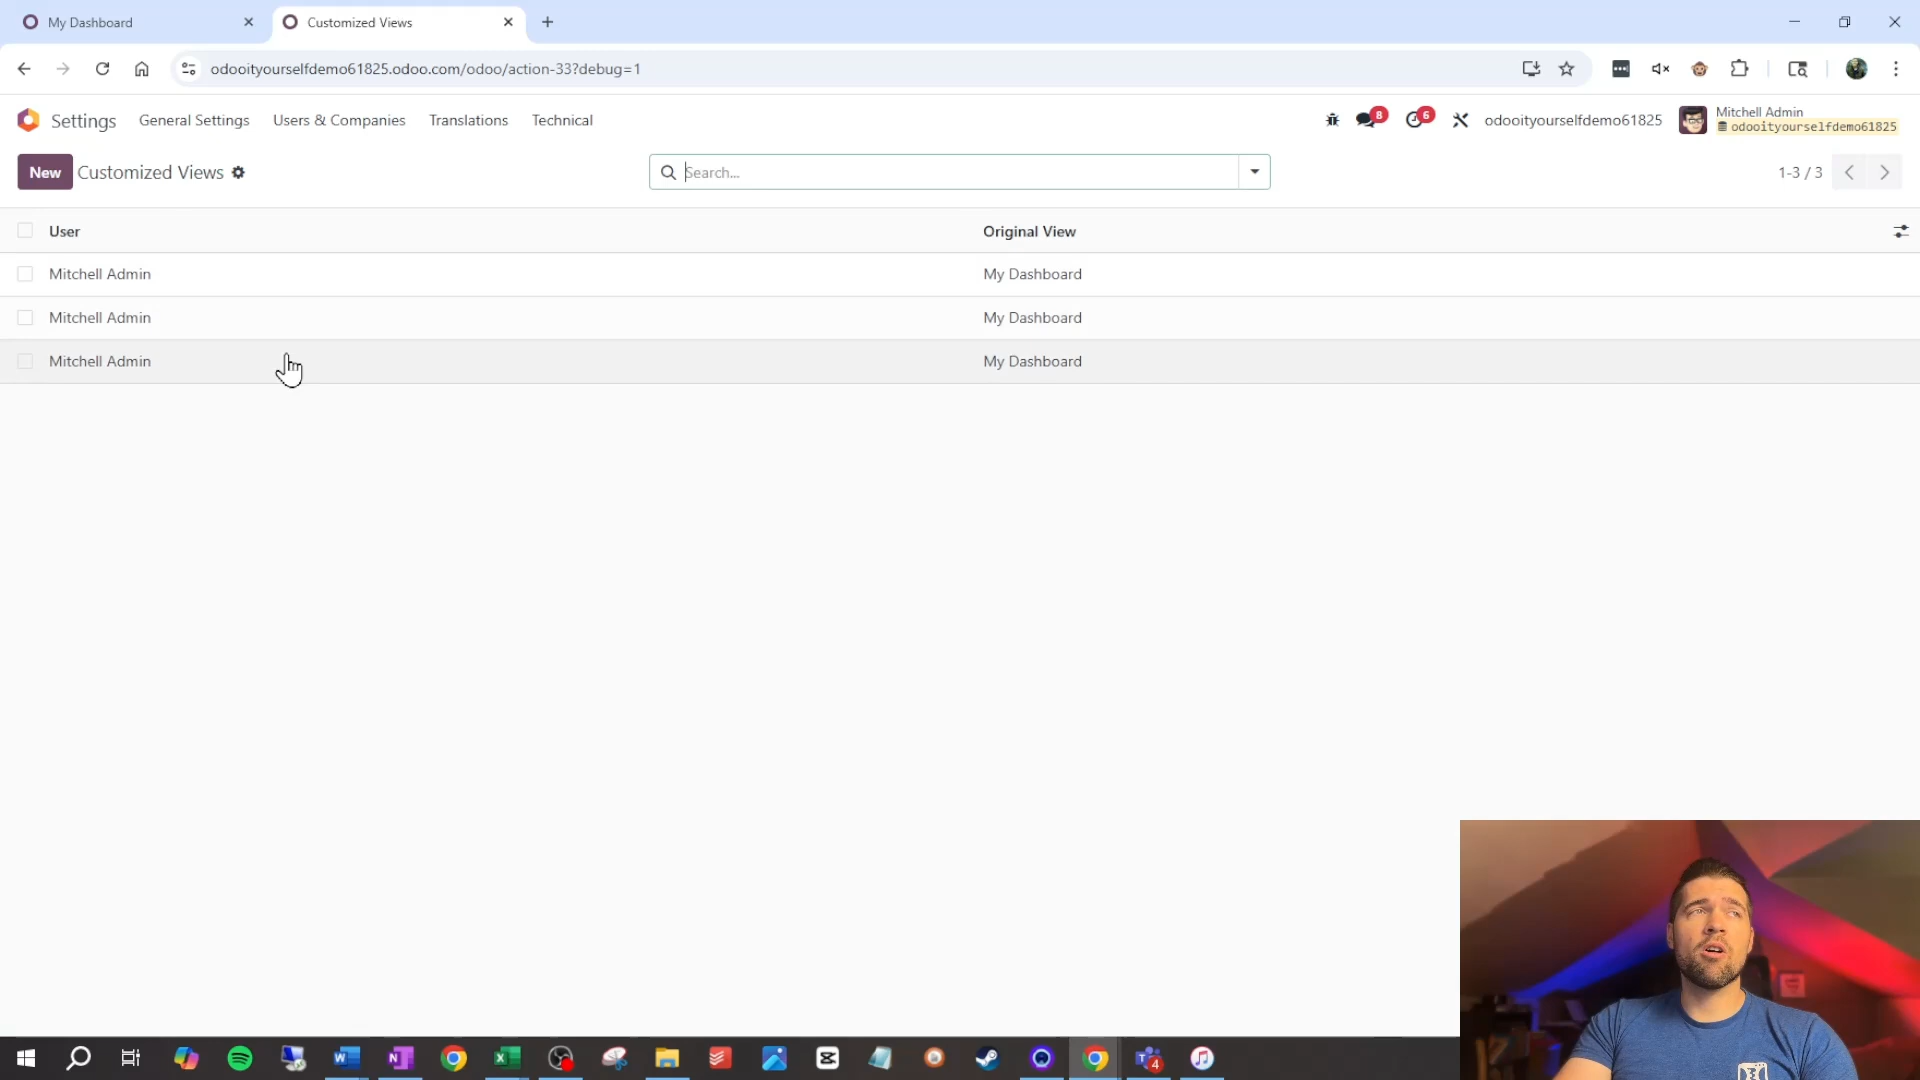 My Dashboard
Customized Views
odooityourselfdemo61825.odoo.com/odoo/action-33?debug=1
Settings General Settings Users & Companies Translations Technical
8 6 odooityourselfdemo61825 Mitchell Admin
odooityourselfdemo61825
New Customized Views Search... 1-3 / 3
User Original View
Mitchell Admin My Dashboard
Mitchell Admin My Dashboard
Mitchell Admin My Dashboard
4